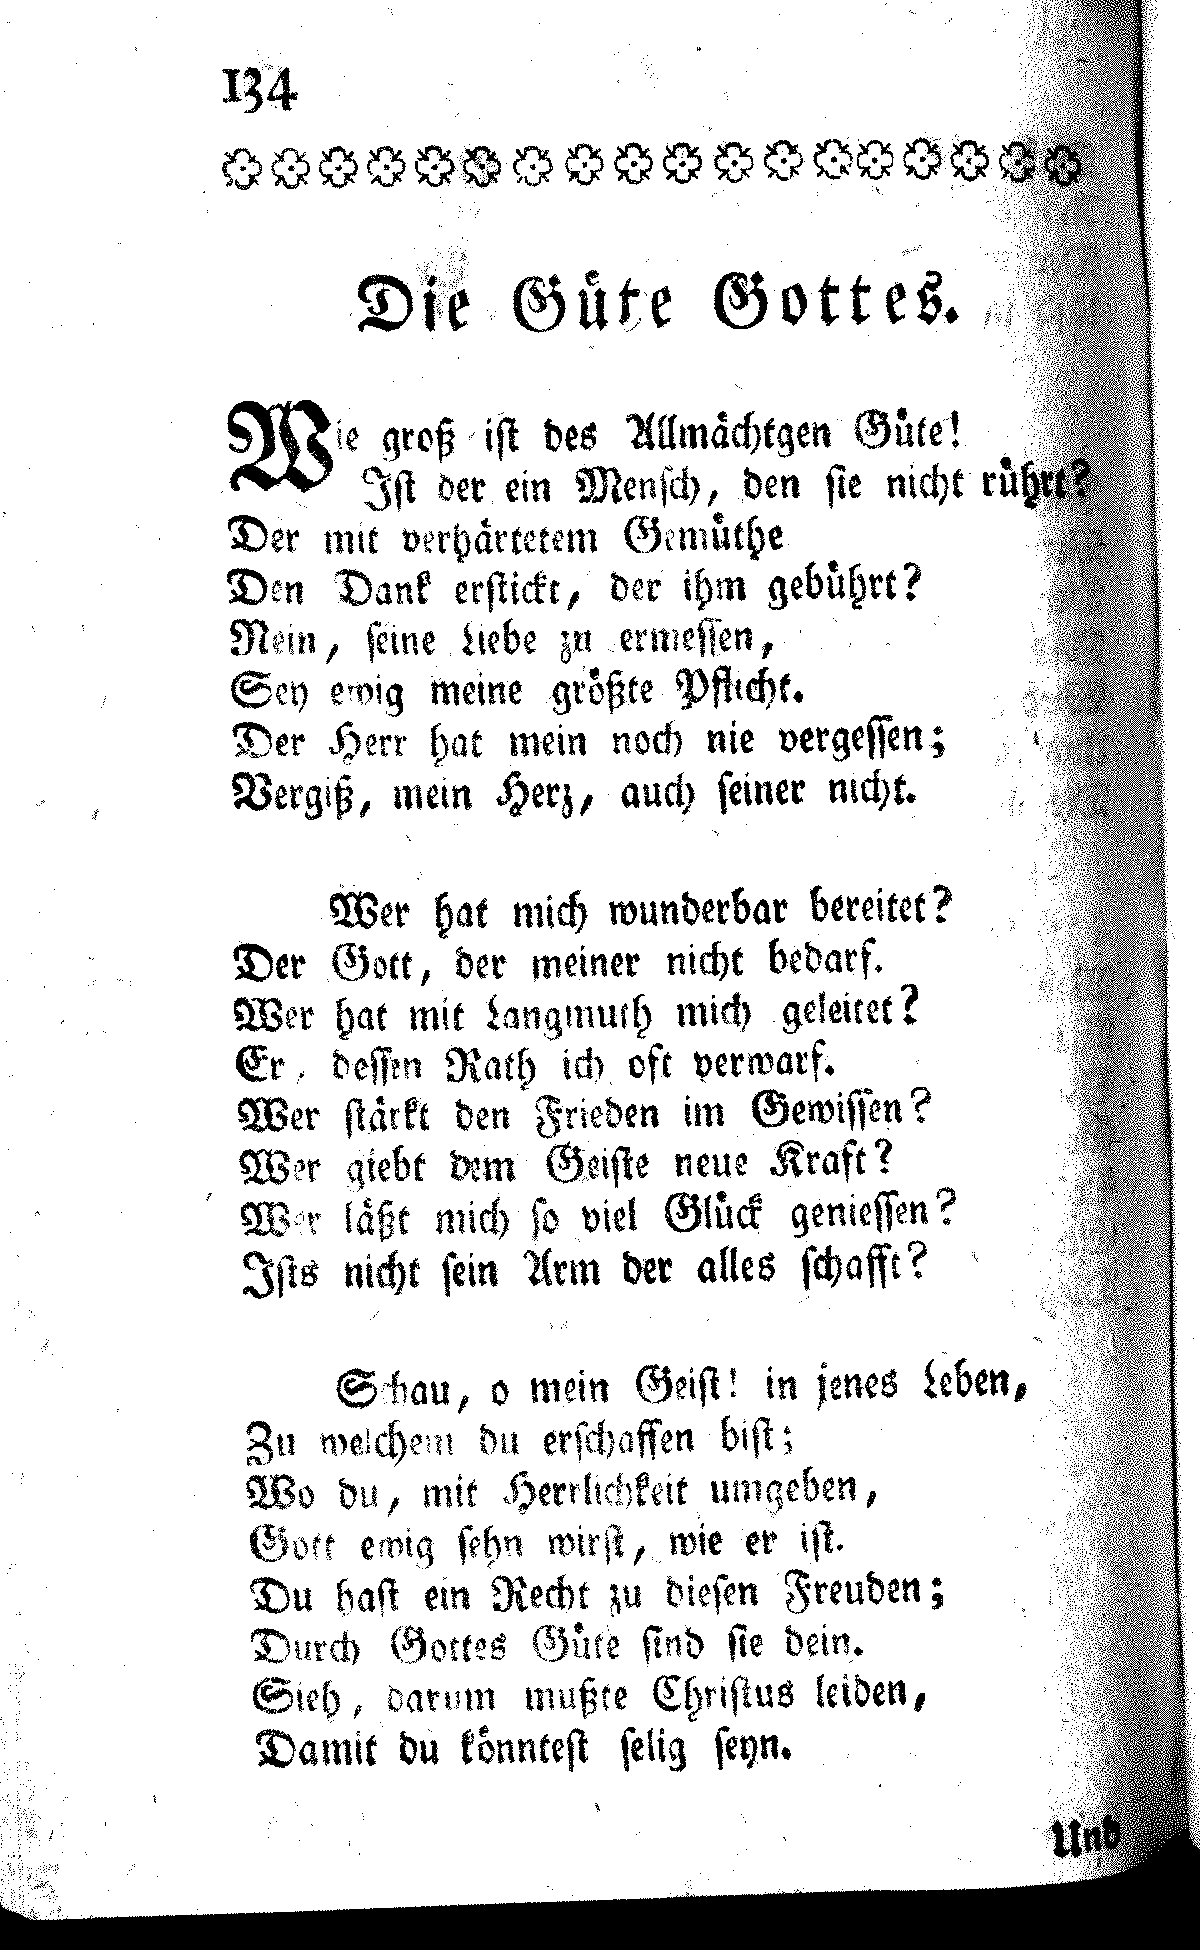 134
Die Güte Gottes.
Wie groß ist des Allmächtgen Güte!
Ist der ein Mensch, den sie nicht rührt?
Der mit verhärtetem Gemüthe
Den Dank erstickt, der ihm gebührt?
Nein, seine Liebe zu ermessen,
Sey ewig meine größte Pflicht.
Der Herr hat mein noch nie vergessen;
Vergiß, mein Herz, auch seiner nicht.
Wer hat mich wunderbar bereitet?
Der Gott, der meiner nicht bedarf.
Wer hat mit Langmuth mich geleitet?
Er, dessen Rath ich oft verwarf.
Wer stärkt den Frieden im Gewissen?
Wer giebt dem Geiste neue Kraft?
Wer läßt mich so viel Glück geniessen?
Ists nicht sein Arm der alles schafft?
Schau, o mein Geist! in jenes Leben,
Zu welchem du erschaffen bist;
Wo du, mit Herrlichkeit umgeben,
Gott ewig sehn wirst, wie er ist.
Du hast ein Recht zu diesen Freuden;
Durch Gottes Güte sind sie dein.
Sieh, darum mußte Christus leiden,
Damit du könntest selig seyn.
Und